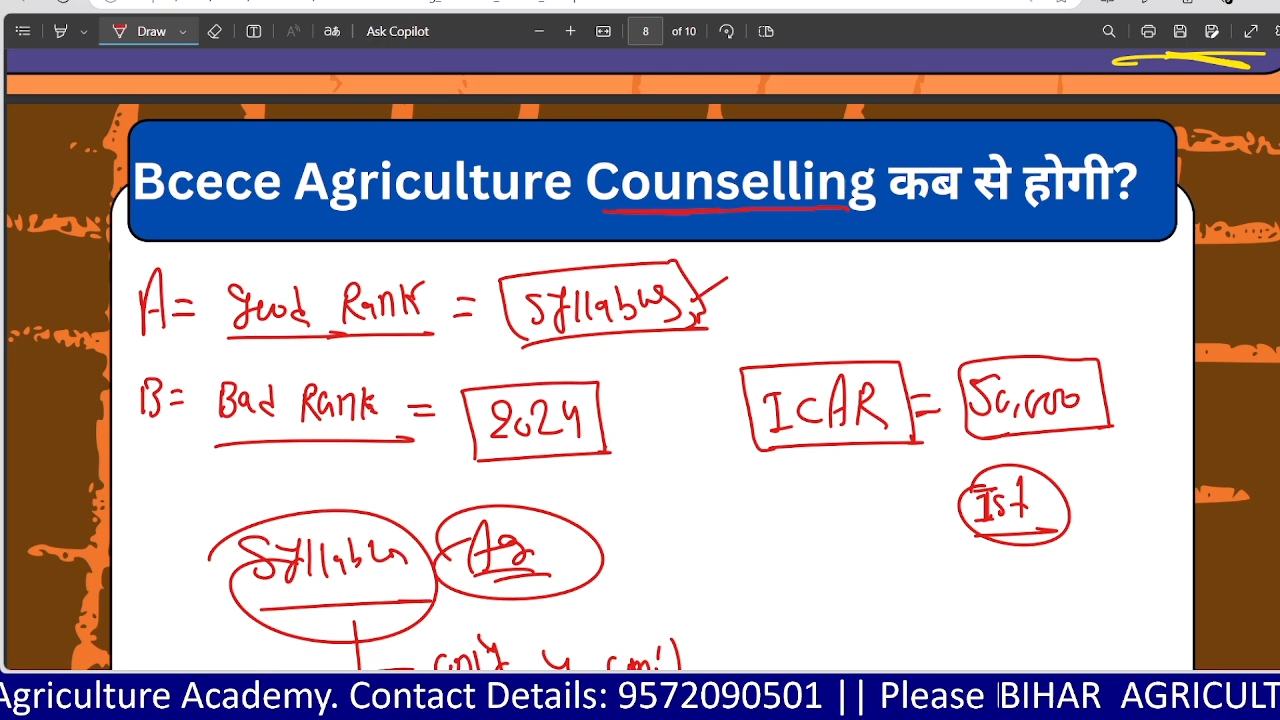 Draw
Ask Copilot
8 of 10
Bcece Agriculture Counselling कब से होगी?
A = Good Rank = Syllabus
B = Bad Rank = 2024
ICAR = 50,000
Ist
Syllabus Ag
Agriculture Academy. Contact Details: 9572090501 || Please BIHAR AGRICULT